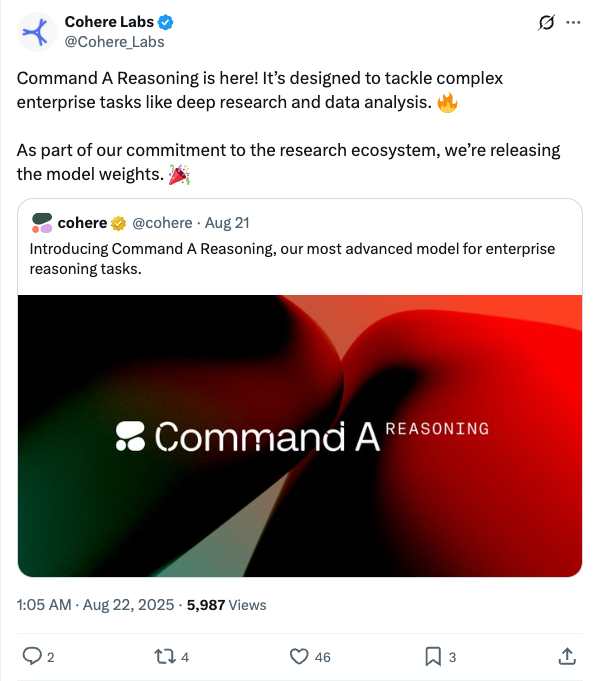 Cohere Labs
@Cohere_Labs
Command A Reasoning is here! It’s designed to tackle complex
enterprise tasks like deep research and data analysis. 🔥
As part of our commitment to the research ecosystem, we’re releasing
the model weights. 🎉
cohere @cohere · Aug 21
Introducing Command A Reasoning, our most advanced model for enterprise
reasoning tasks.
Command A REASONING
1:05 AM · Aug 22, 2025 · 5,987 Views
2 4 46 3